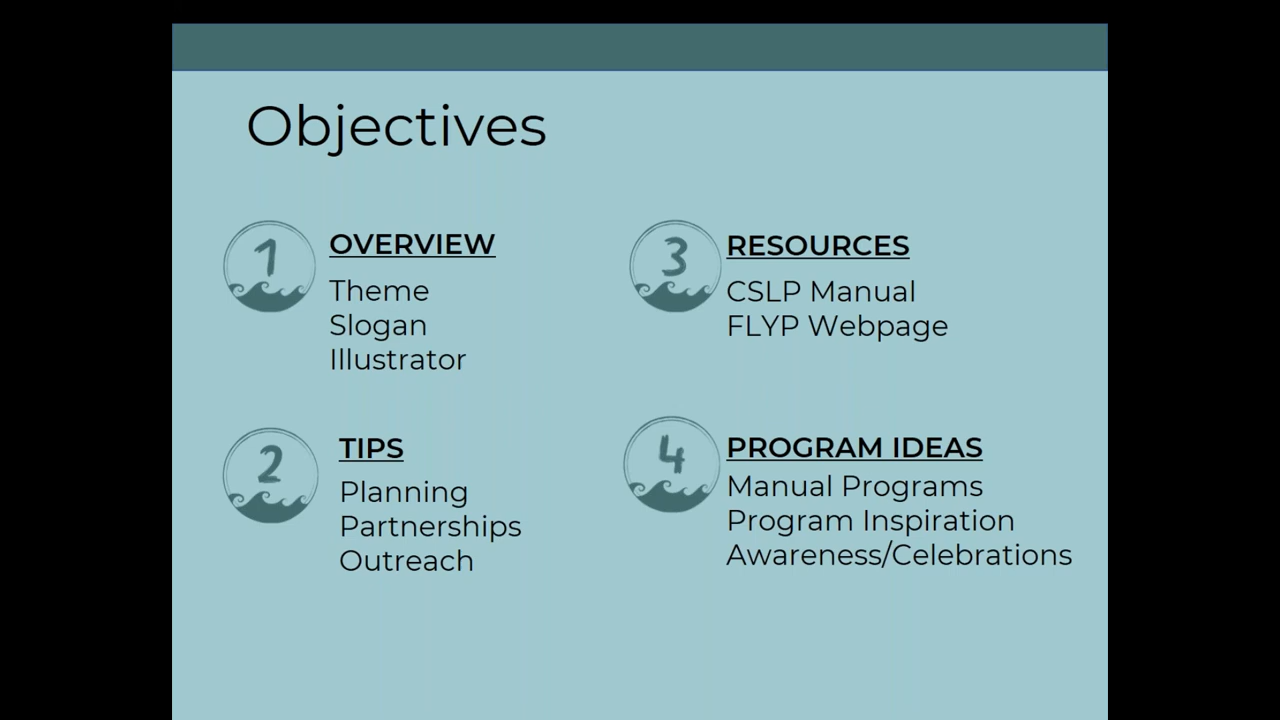 Objectives
1
OVERVIEW
Theme
Slogan
Illustrator
2
TIPS
Planning
Partnerships
Outreach
3
RESOURCES
CSLP Manual
FLYP Webpage
4
PROGRAM IDEAS
Manual Programs
Program Inspiration
Awareness/Celebrations